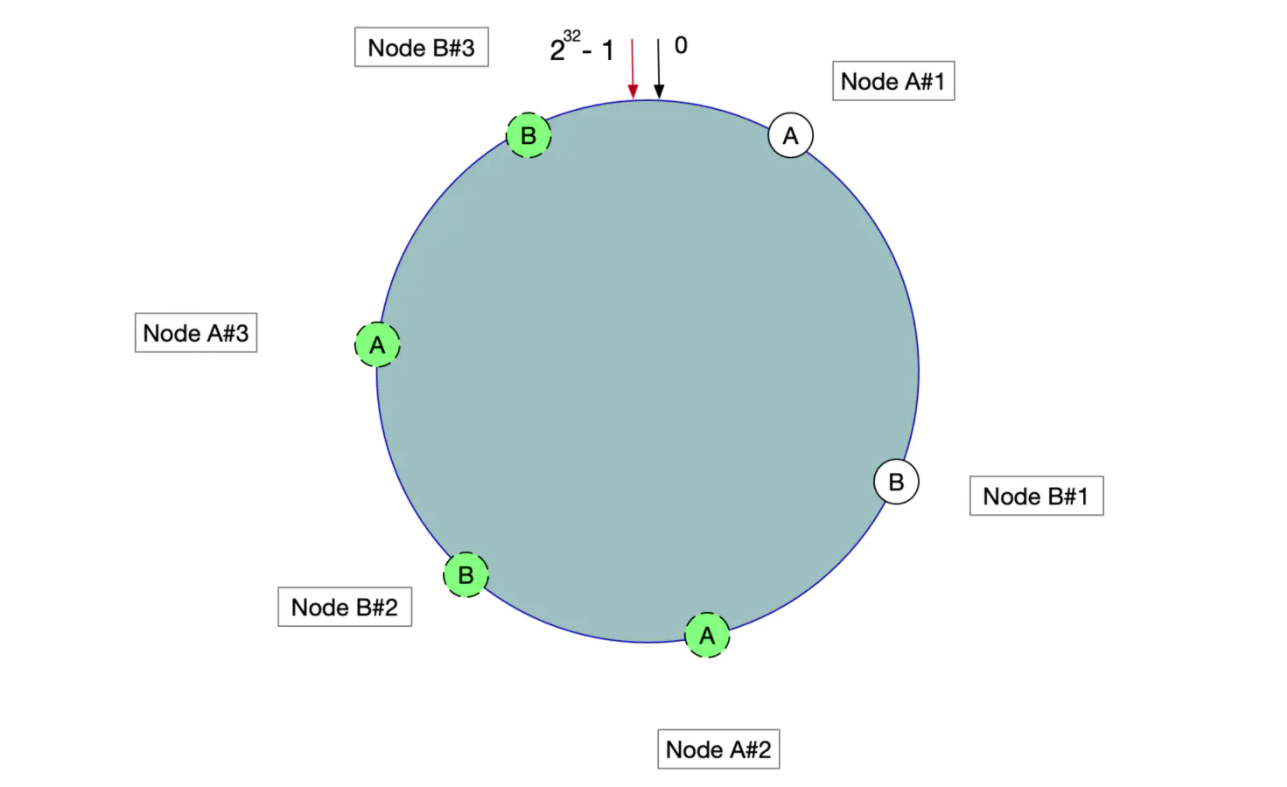 Node B#3
2^32 - 1
0
Node A#1
B
A
Node A#3
A
B
Node B#1
B
Node B#2
A
Node A#2